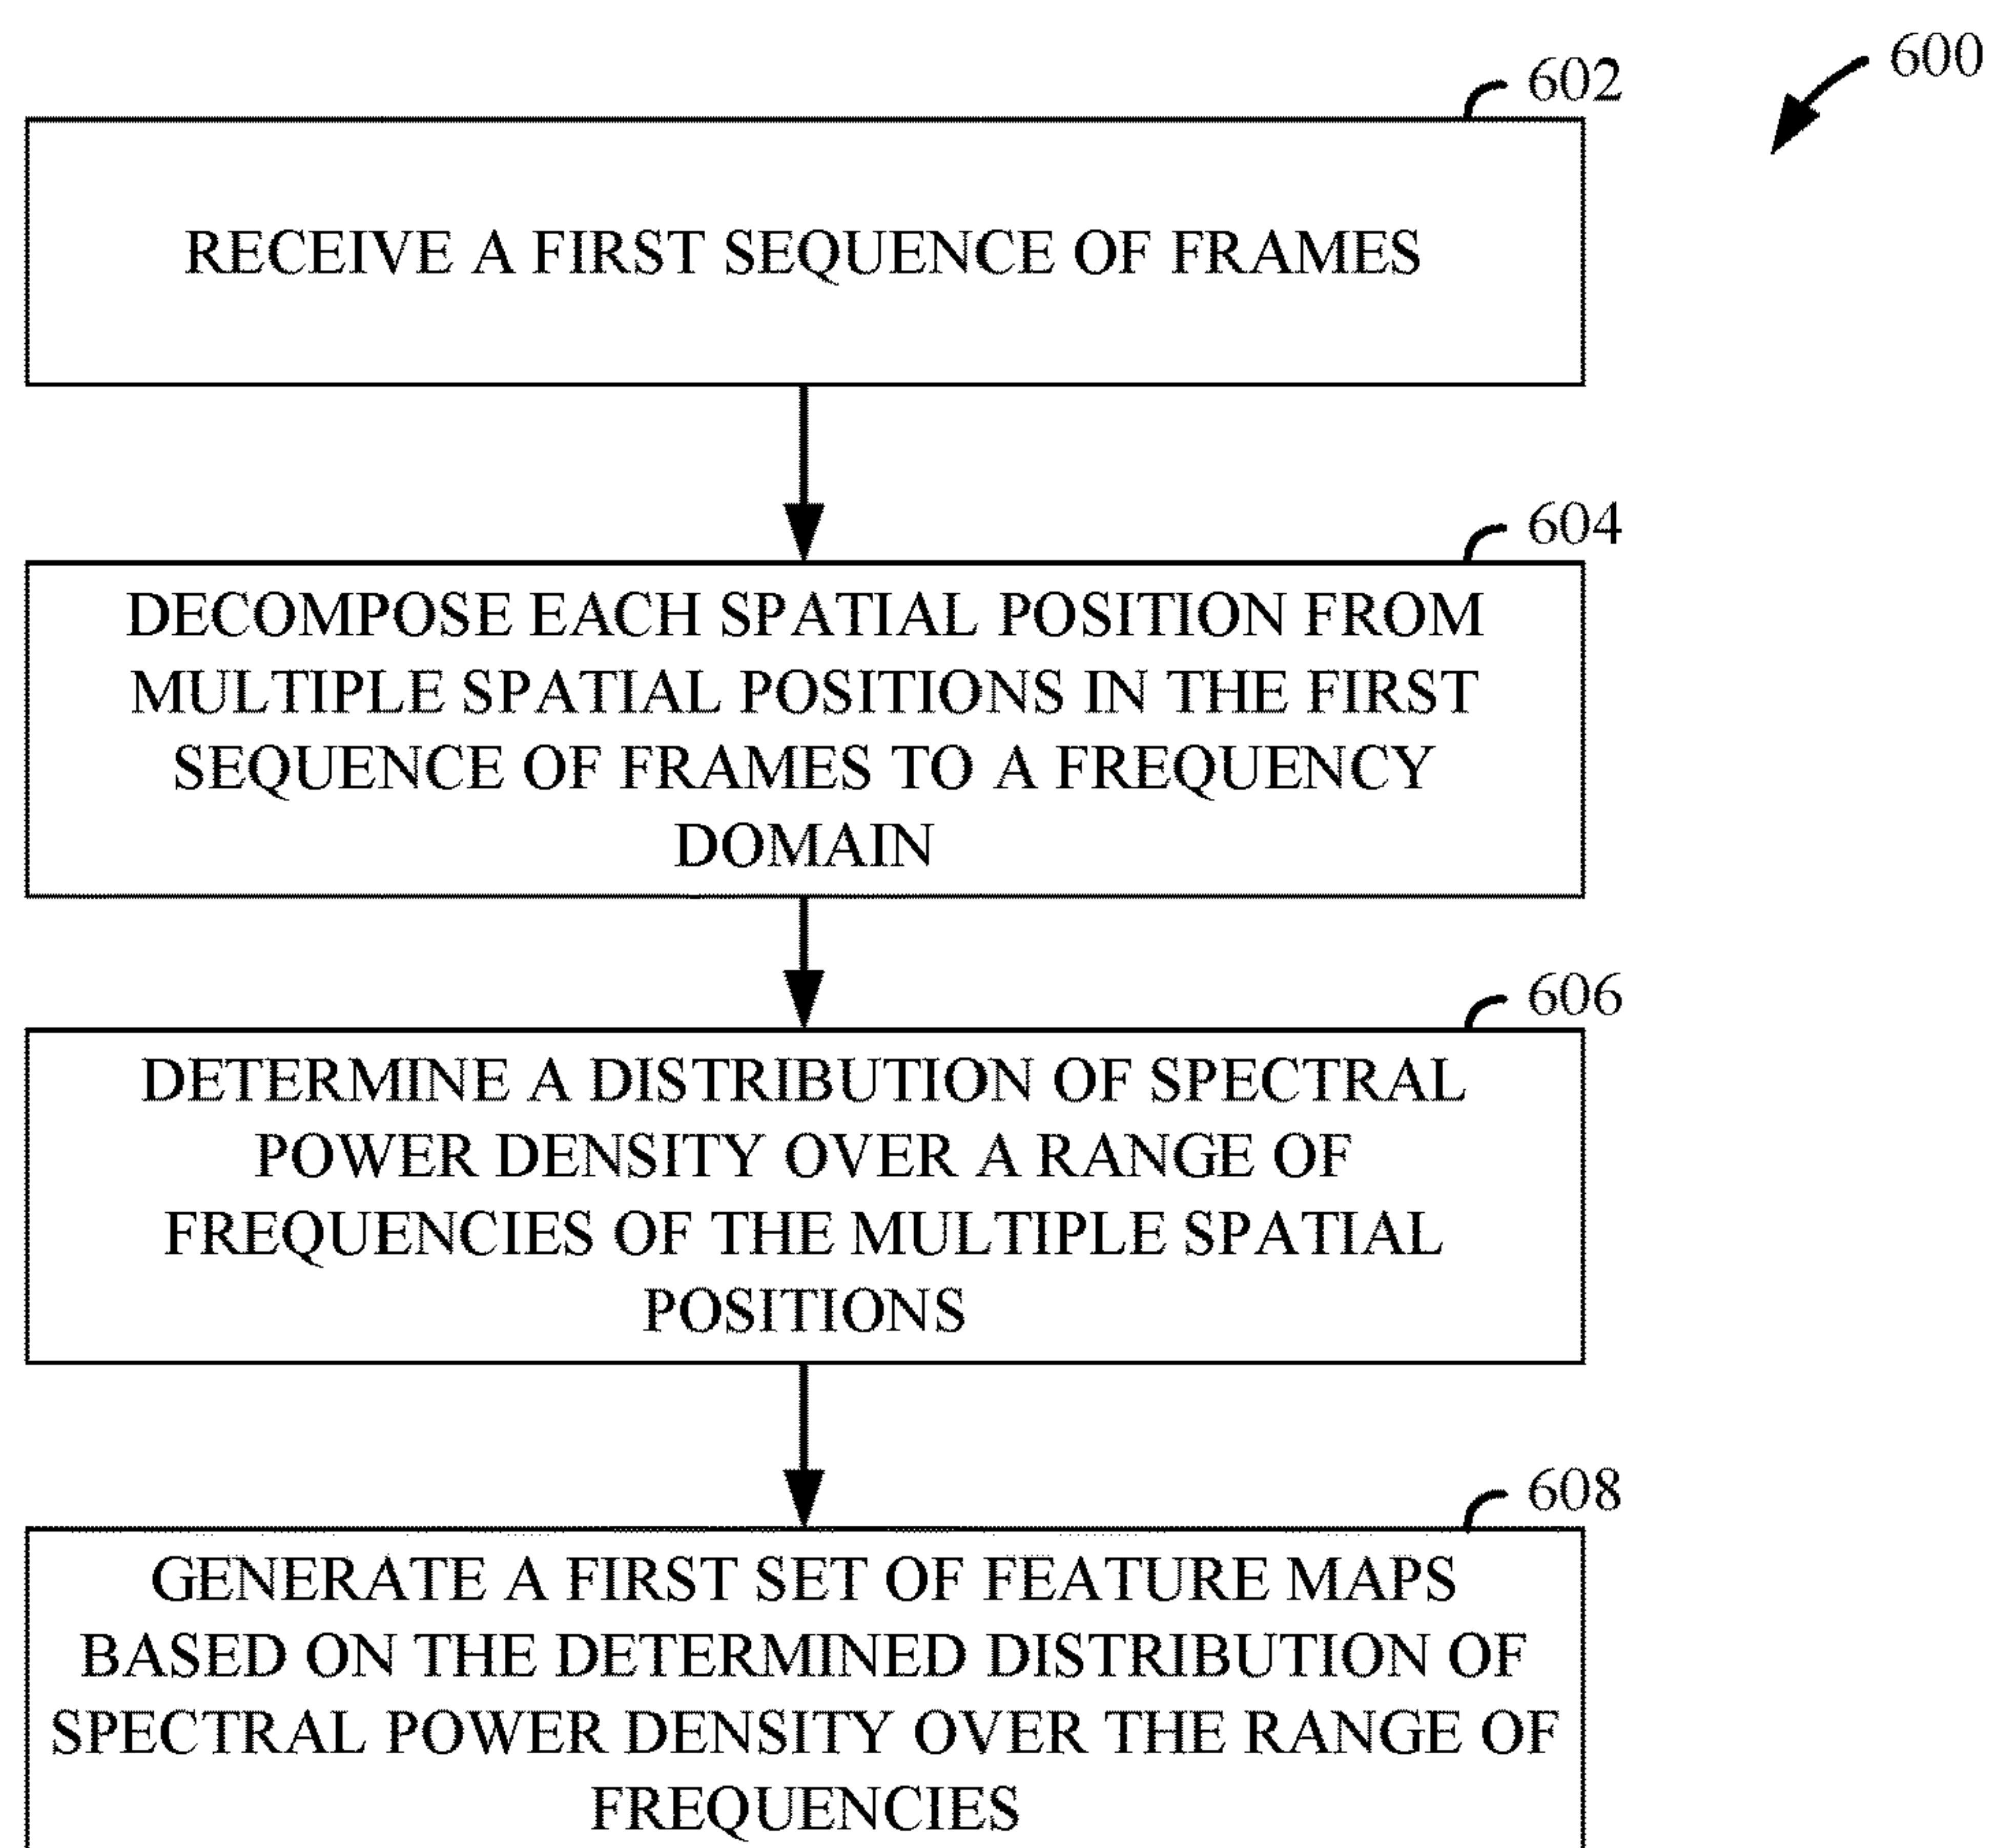 600
602
RECEIVE A FIRST SEQUENCE OF FRAMES
604
DECOMPOSE EACH SPATIAL POSITION FROM
MULTIPLE SPATIAL POSITIONS IN THE FIRST
SEQUENCE OF FRAMES TO A FREQUENCY
DOMAIN
606
DETERMINE A DISTRIBUTION OF SPECTRAL
POWER DENSITY OVER A RANGE OF
FREQUENCIES OF THE MULTIPLE SPATIAL
POSITIONS
608
GENERATE A FIRST SET OF FEATURE MAPS
BASED ON THE DETERMINED DISTRIBUTION OF
SPECTRAL POWER DENSITY OVER THE RANGE OF
FREQUENCIES